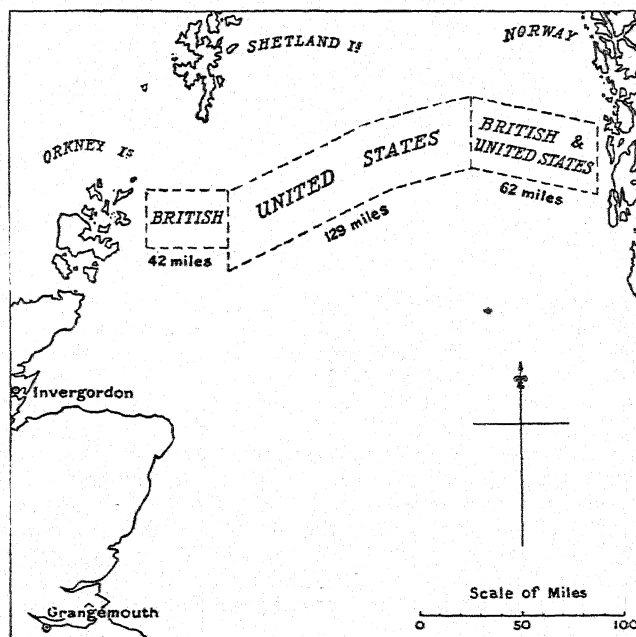 SHETLAND Is
NORWAY
ORKNEY Is
BRITISH
UNITED STATES
BRITISH &
UNITED STATES
42 miles
129 miles
62 miles
Invergordon
Grangemouth
Scale of Miles
0 50 100